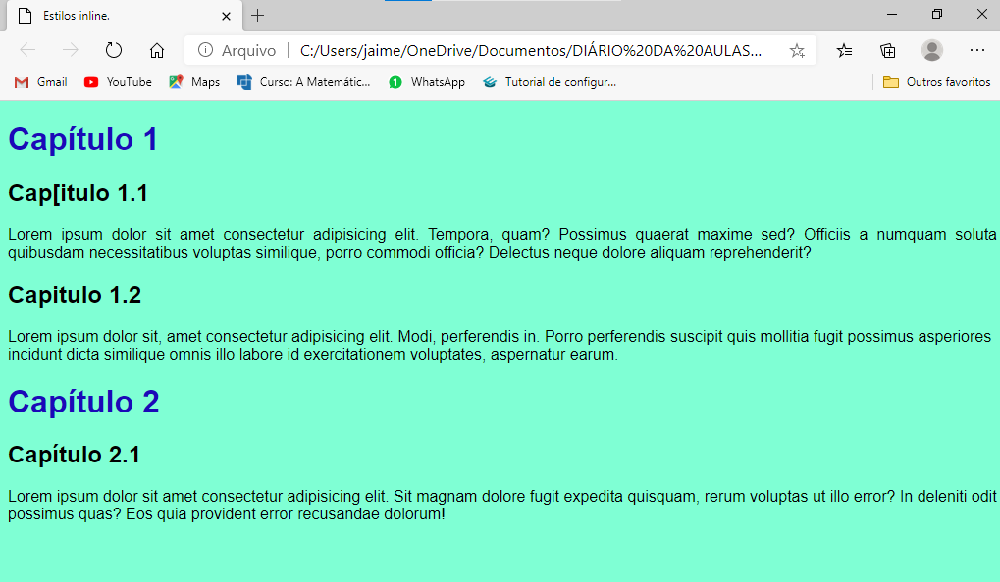 Estilos inline.
Arquivo
C:/Users/jaime/OneDrive/Documentos/DIÁRIO%20DA%20AULAS...
Gmail YouTube Maps Curso: A Matemátic... WhatsApp Tutorial de configur... Outros favoritos
Capítulo 1
Cap[itulo 1.1
Lorem ipsum dolor sit amet consectetur adipisicing elit. Tempora, quam? Possimus quaerat maxime sed? Officiis a numquam soluta
quibusdam necessitatibus voluptas similique, porro commodi officia? Delectus neque dolore aliquam reprehenderit?
Capitulo 1.2
Lorem ipsum dolor sit, amet consectetur adipisicing elit. Modi, perferendis in. Porro perferendis suscipit quis mollitia fugit possimus asperiores
incidunt dicta similique omnis illo labore id exercitationem voluptates, aspernatur earum.
Capítulo 2
Capítulo 2.1
Lorem ipsum dolor sit amet consectetur adipisicing elit. Sit magnam dolore fugit expedita quisquam, rerum voluptas ut illo error? In deleniti odit
possimus quas? Eos quia provident error recusandae dolorum!